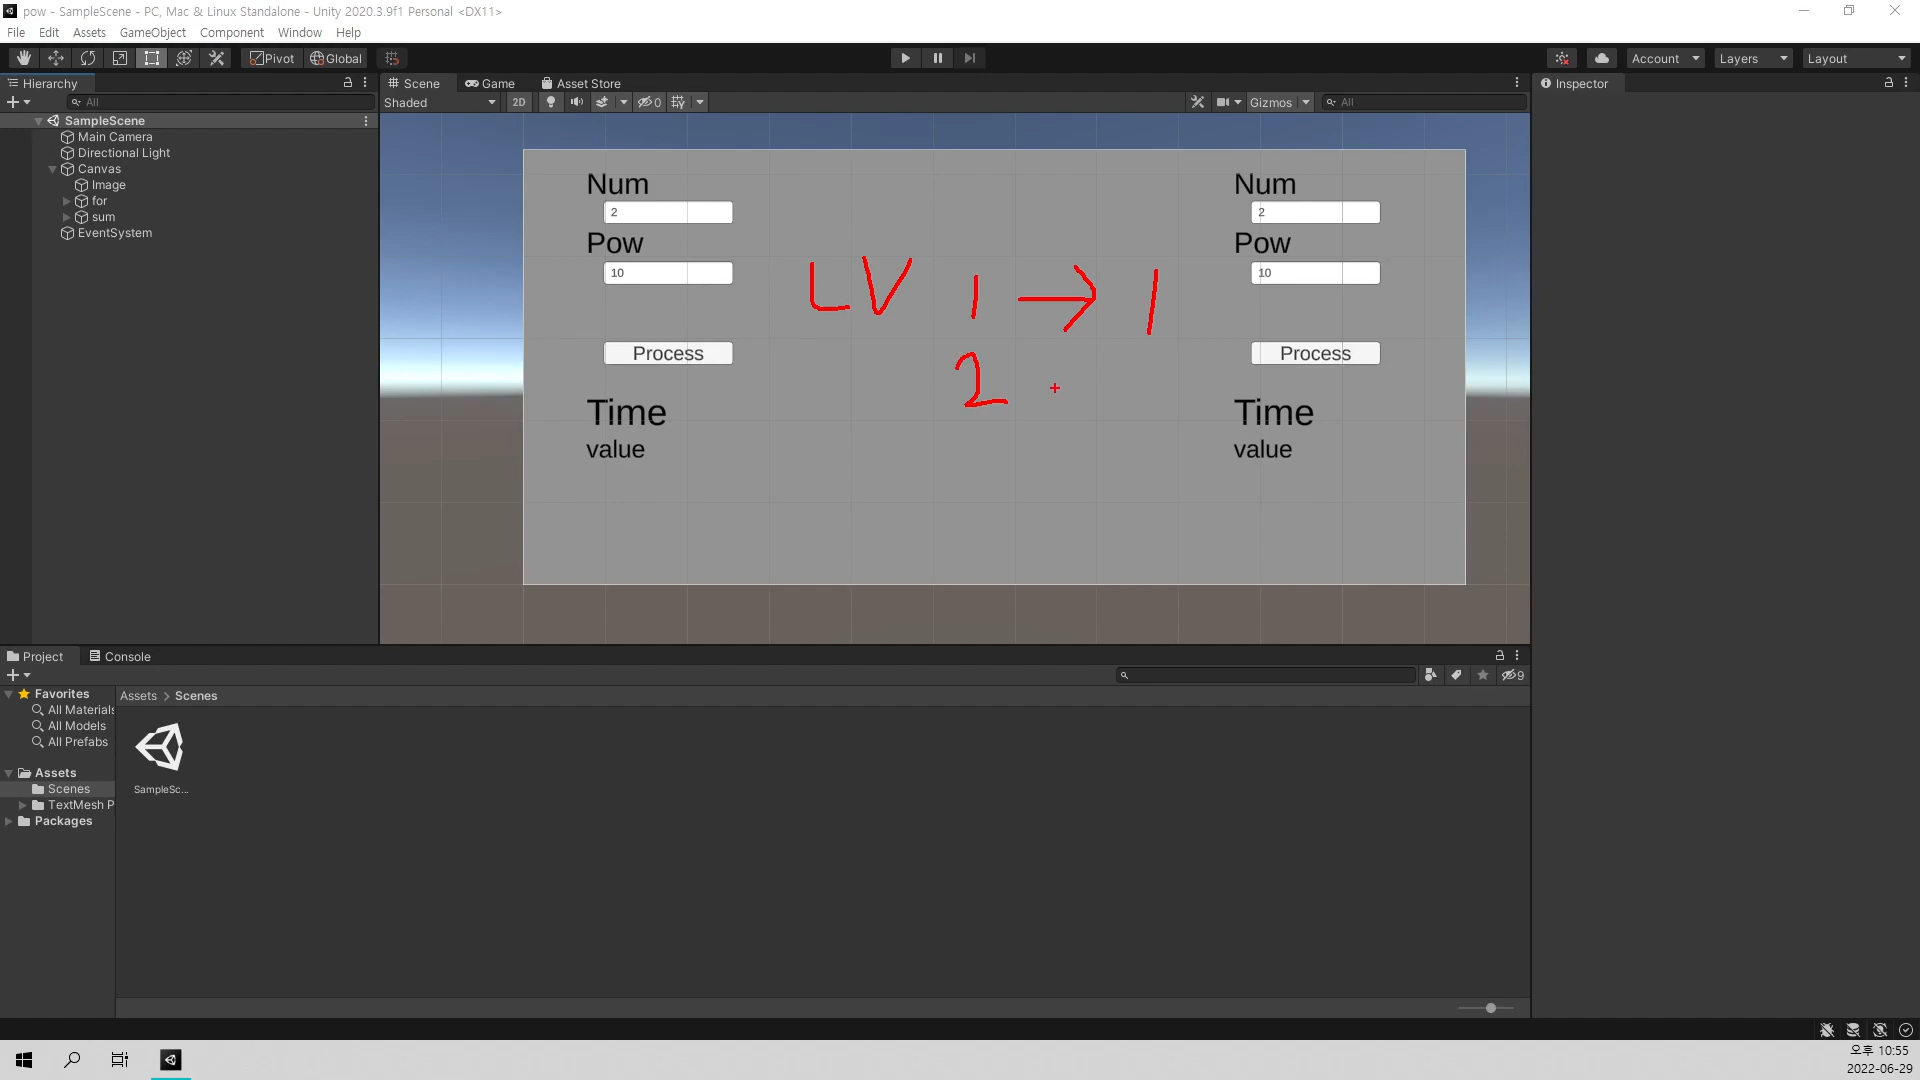 pow - SampleScene - PC, Mac & Linux Standalone - Unity 2020.3.9f1 Personal <DX11>
File Edit Assets GameObject Component Window Help
Pivot Global Account Layers Layout
Hierarchy
All
SampleScene
Main Camera
Directional Light
Canvas
Image
for
sum
EventSystem
Scene Game Asset Store
Shaded 2D 0 Gizmos All
Inspector
Num
2
Pow
10
Process
Time
value
LV 1 → 1
2
Num
2
Pow
10
Process
Time
value
Project Console
9
Favorites
All Materials
All Models
All Prefabs
Assets
Scenes
TextMesh P
Packages
Assets > Scenes
SampleSc...
오후 10:55
2022-06-29